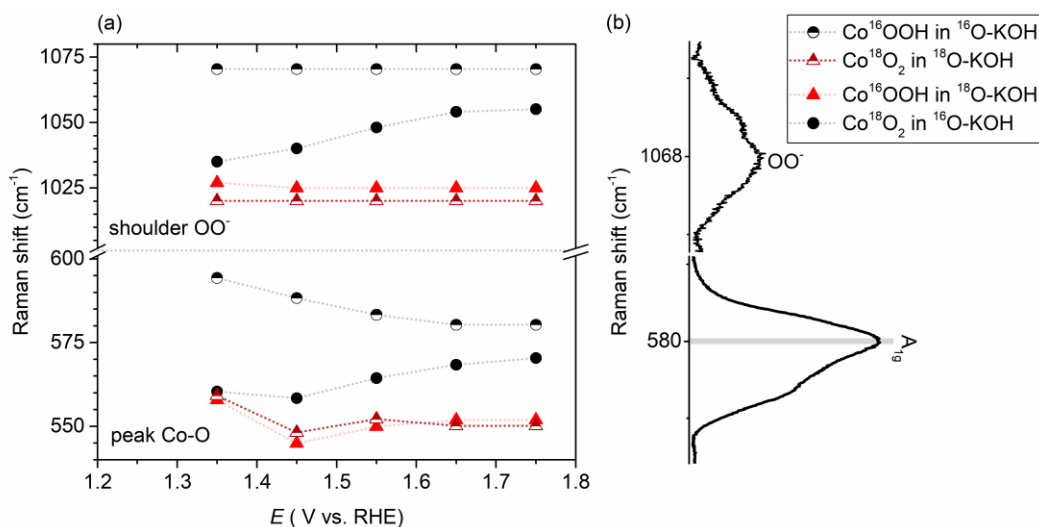 (a)
Raman shift (cm⁻¹)
1075
1050
1025
shoulder OO⁻
600
575
550
peak Co-O
1.2 1.3 1.4 1.5 1.6 1.7 1.8
E ( V vs. RHE)
(b)
Co¹⁶OOH in ¹⁶O-KOH
Co¹⁸O₂ in ¹⁸O-KOH
Co¹⁶OOH in ¹⁸O-KOH
Co¹⁸O₂ in ¹⁶O-KOH
Raman shift (cm⁻¹)
1068
OO⁻
580
A₁g